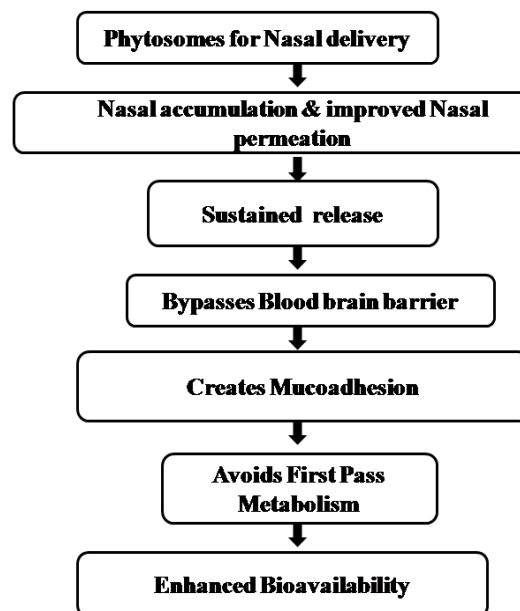 Phytosomes for Nasal delivery
Nasal accumulation & improved Nasal
permeation
Sustained release
Bypasses Blood brain barrier
Creates Mucoadhesion
Avoids First Pass
Metabolism
Enhanced Bioavailability